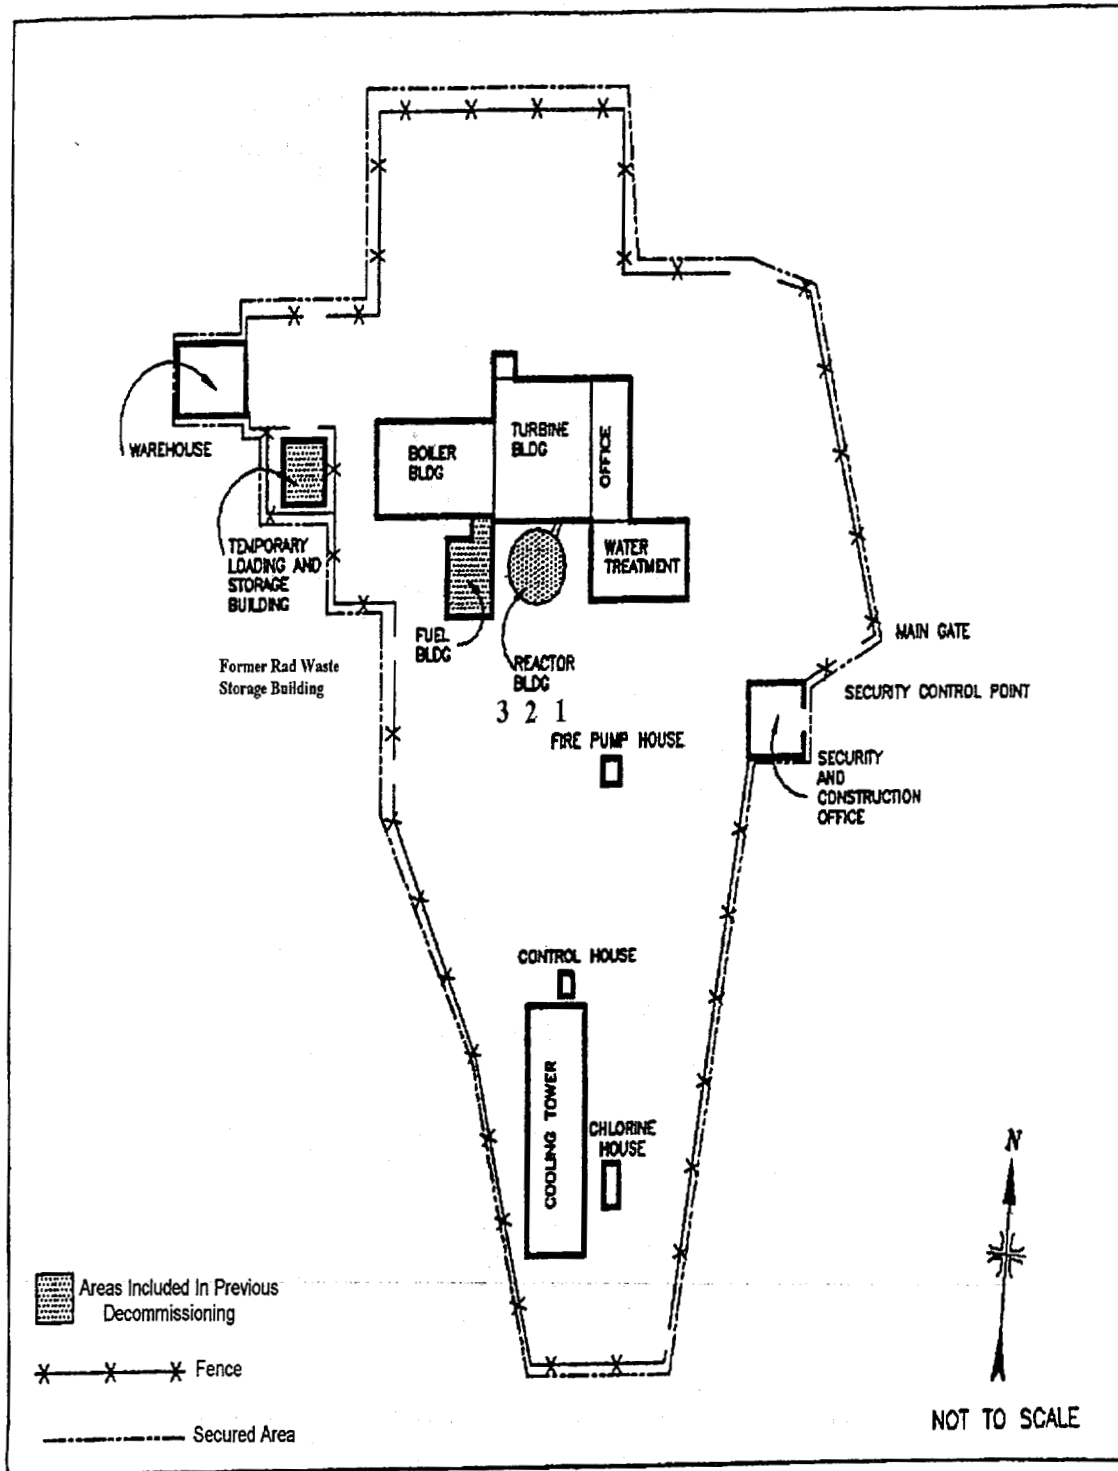 TURBINE
BLDG
OFFICE
BOILER
BLDG
WAREHOUSE
TEMPORARY
LOADING AND
STORAGE
BUILDING
WATER
TREATMENT
FUEL
BLDG
REACTOR
BLDG
Former Rad Waste
Storage Building
3 2 1
FIRE PUMP HOUSE
MAIN GATE
SECURITY CONTROL POINT
SECURITY
AND
CONSTRUCTION
OFFICE
CONTROL HOUSE
COOLING TOWER
CHLORINE
HOUSE
N
Areas Included In Previous
Decommissioning
Fence
Secured Area
NOT TO SCALE